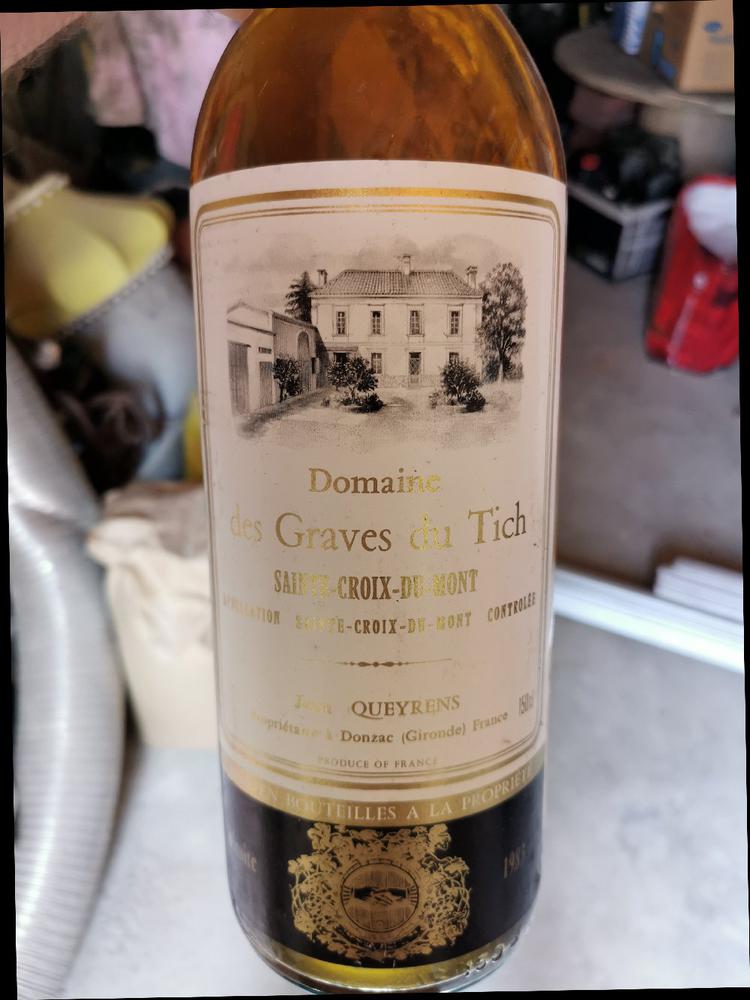 Domaine
des Graves du Tich
SAINTE-CROIX-DU-MONT
APPELLATION SAINTE-CROIX-DU-MONT CONTROLÉE
Jean QUEYRENS
Propriétaire à Donzac (Gironde) France
PRODUCE OF FRANCE
EN BOUTEILLES A LA PROPRIÉTÉ